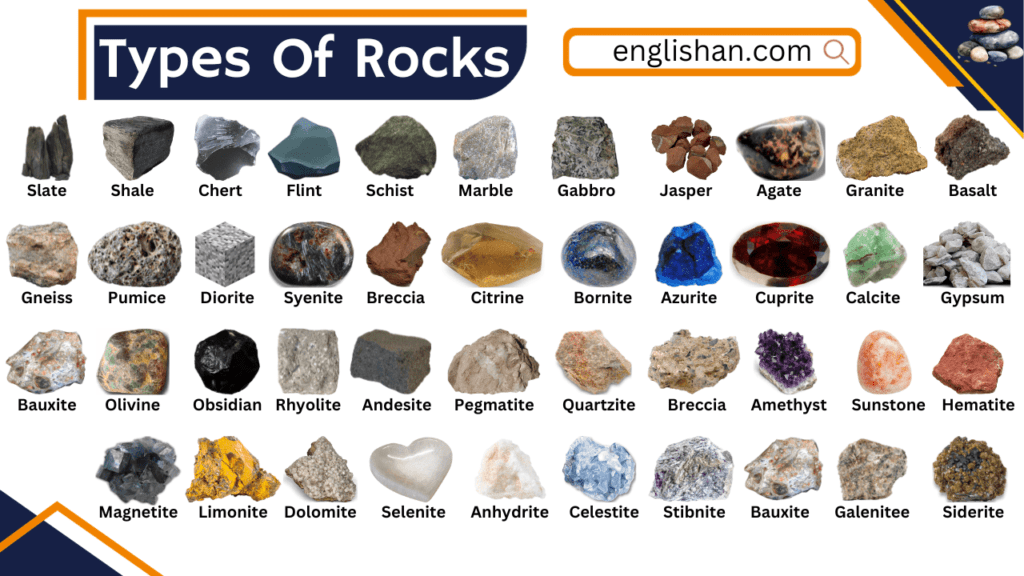 Types Of Rocks
englishan.com
Slate Shale Chert Flint Schist Marble Gabbro Jasper Agate Granite Basalt
Gneiss Pumice Diorite Syenite Breccia Citrine Bornite Azurite Cuprite Calcite Gypsum
Bauxite Olivine Obsidian Rhyolite Andesite Pegmatite Quartzite Breccia Amethyst Sunstone Hematite
Magnetite Limonite Dolomite Selenite Anhydrite Celestite Stibnite Bauxite Galenitee Siderite